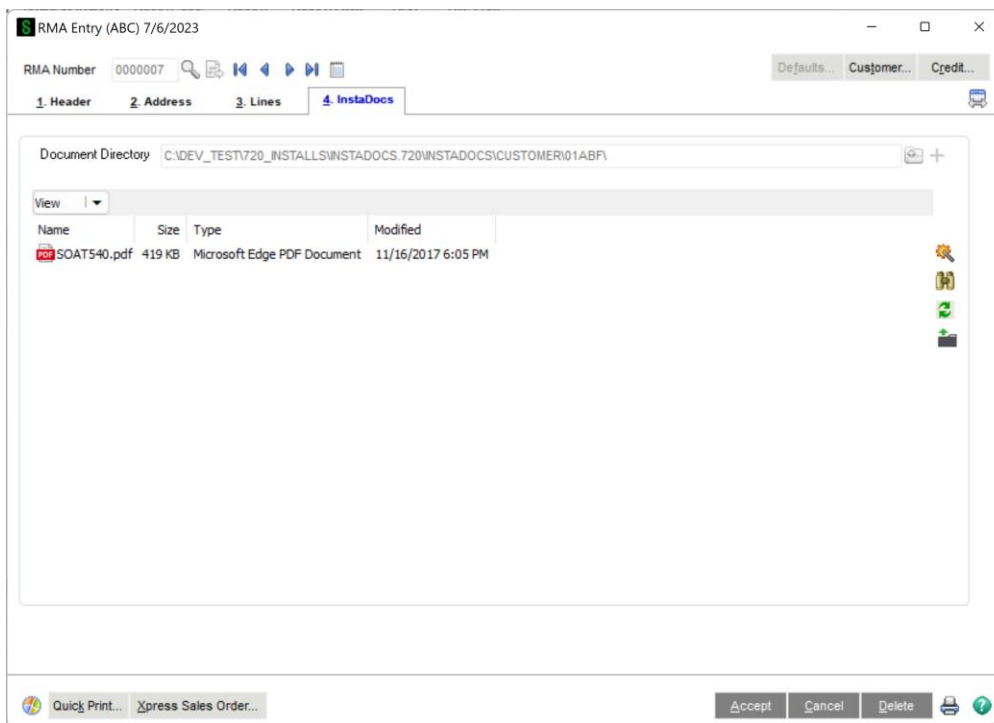 RMA Entry (ABC) 7/6/2023
RMA Number 0000007 Defaults... Customer... Credit...
1. Header 2. Address 3. Lines 4. InstaDocs
Document Directory C:\DEV_TEST\720_INSTALLS\INSTADOCS.720\INSTADOCS\CUSTOMER\01ABF\
View
Name Size Type Modified
PDF SOAT540.pdf 419 KB Microsoft Edge PDF Document 11/16/2017 6:05 PM
Quick Print... Xpress Sales Order... Accept Cancel Delete